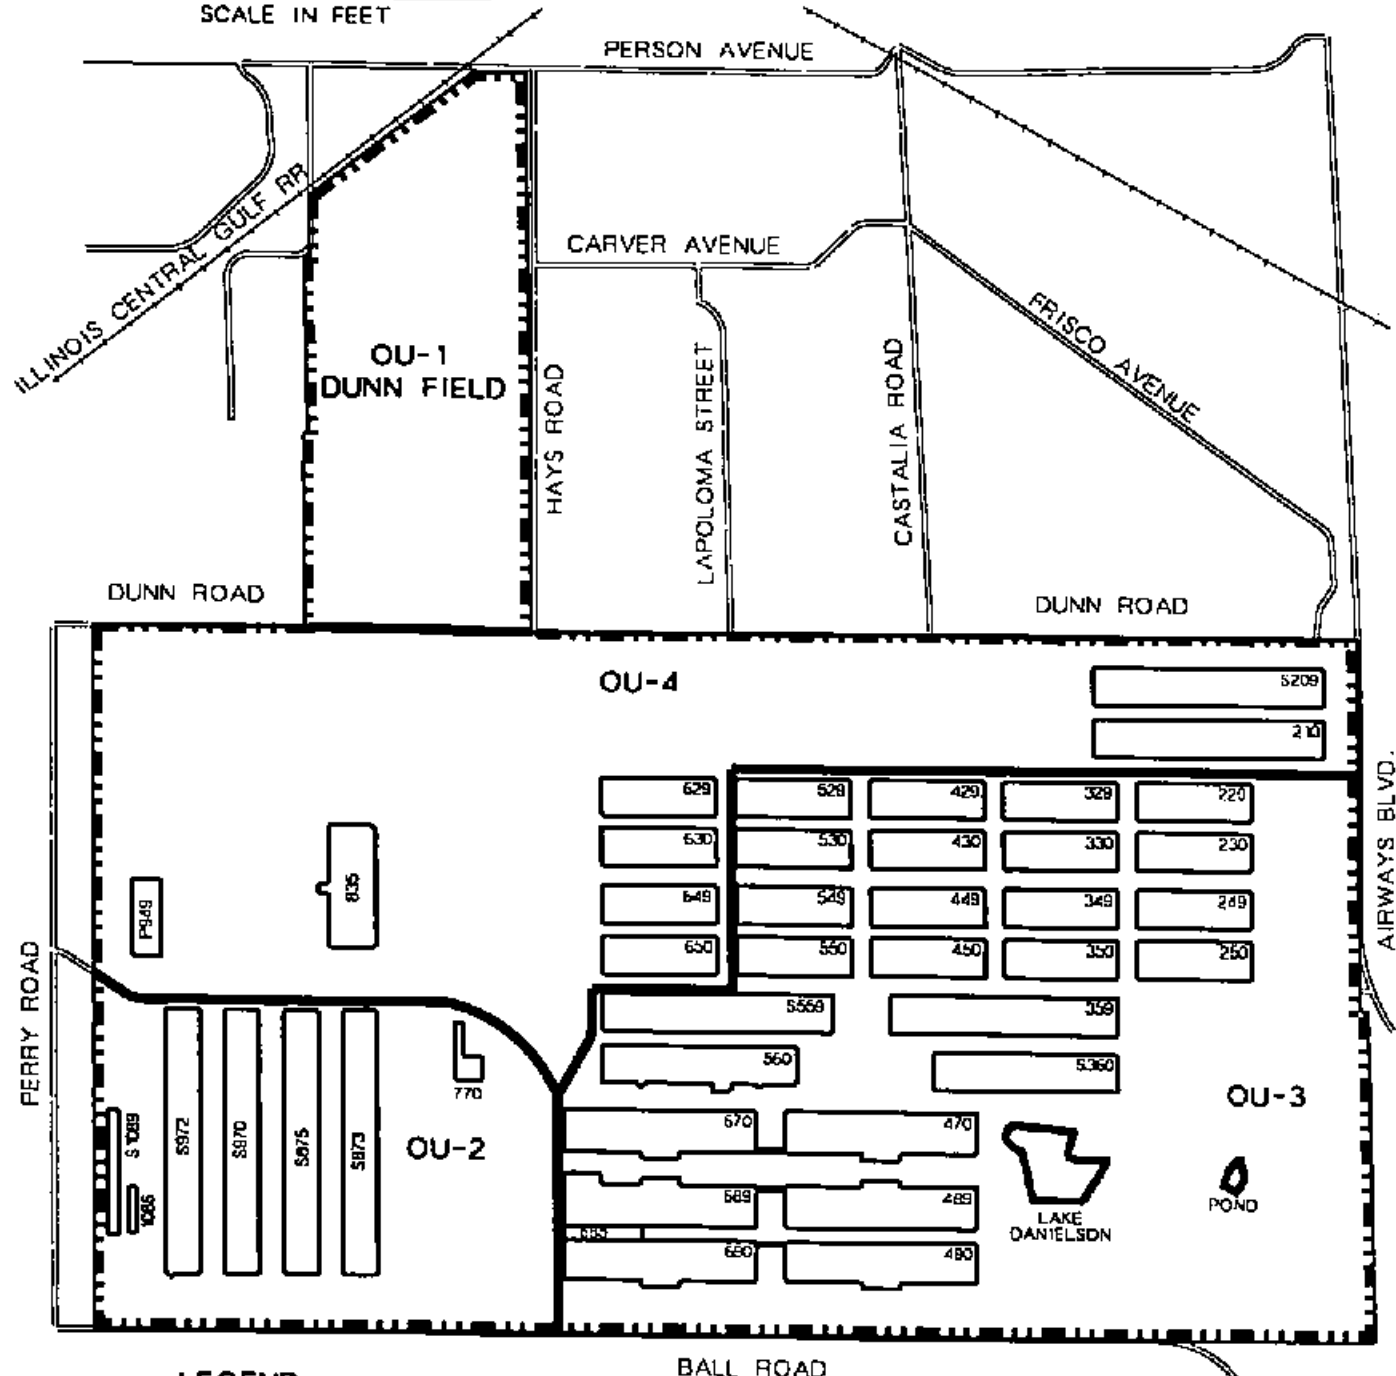 SCALE IN FEET
PERSON AVENUE
ILLINOIS CENTRAL GULF RR
CARVER AVENUE
FRISCO AVENUE
OU-1
DUNN FIELD
HAYS ROAD
LAPOLOMA STREET
CASTALIA ROAD
DUNN ROAD
DUNN ROAD
OU-4
S209
210
629
529
429
329
229
630
530
430
330
230
649
549
449
349
249
650
550
450
350
250
835
P949
AIRWAYS BLVD.
PERRY ROAD
S559
359
560
S360
OU-3
770
670
470
S1089
1086
S972
S970
S875
S873
OU-2
689
489
LAKE
DANIELSON
POND
690
490
BALL ROAD
LEGEND